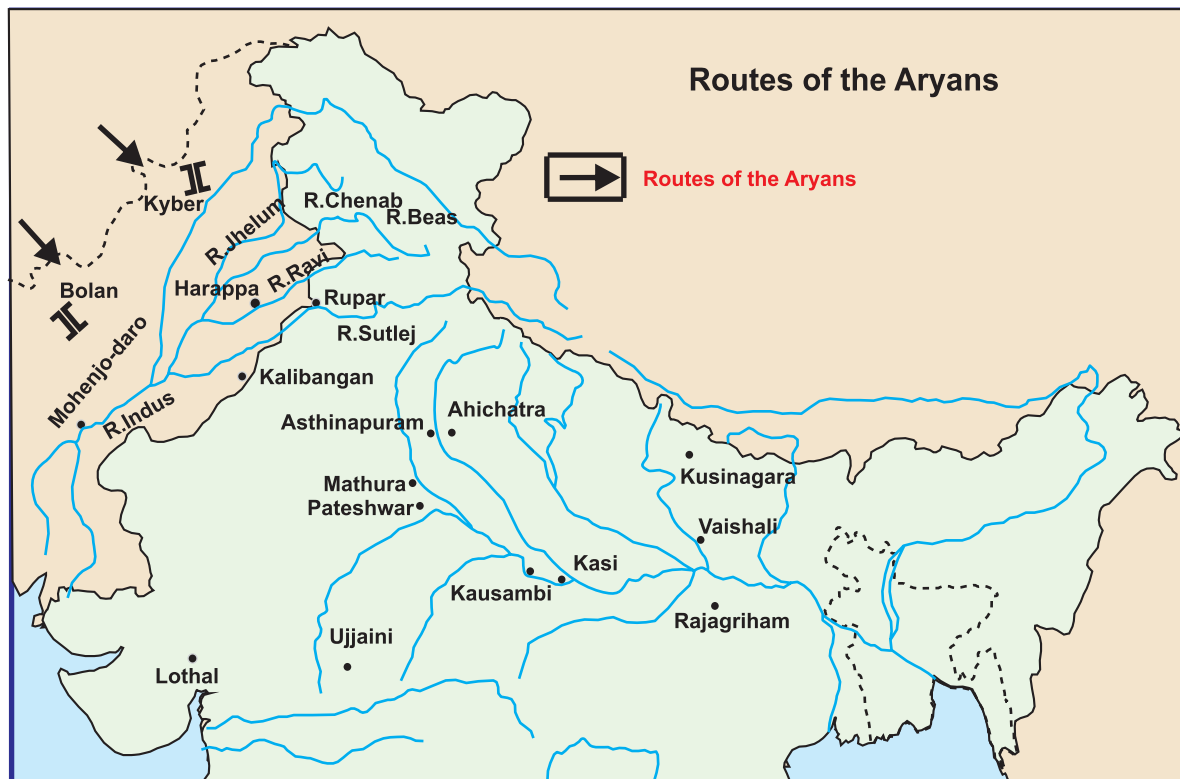 Routes of the Aryans
Routes of the Aryans
Kyber
R.Chenab
R.Beas
R.Jhelum
R.Ravi
Bolan
Harappa
Rupar
R.Sutlej
Mohenjo-daro
Kalibangan
R.Indus
Asthinapuram
Ahichatra
Kusinagara
Mathura
Pateshwar
Vaishali
Kasi
Kausambi
Rajagriham
Ujjaini
Lothal